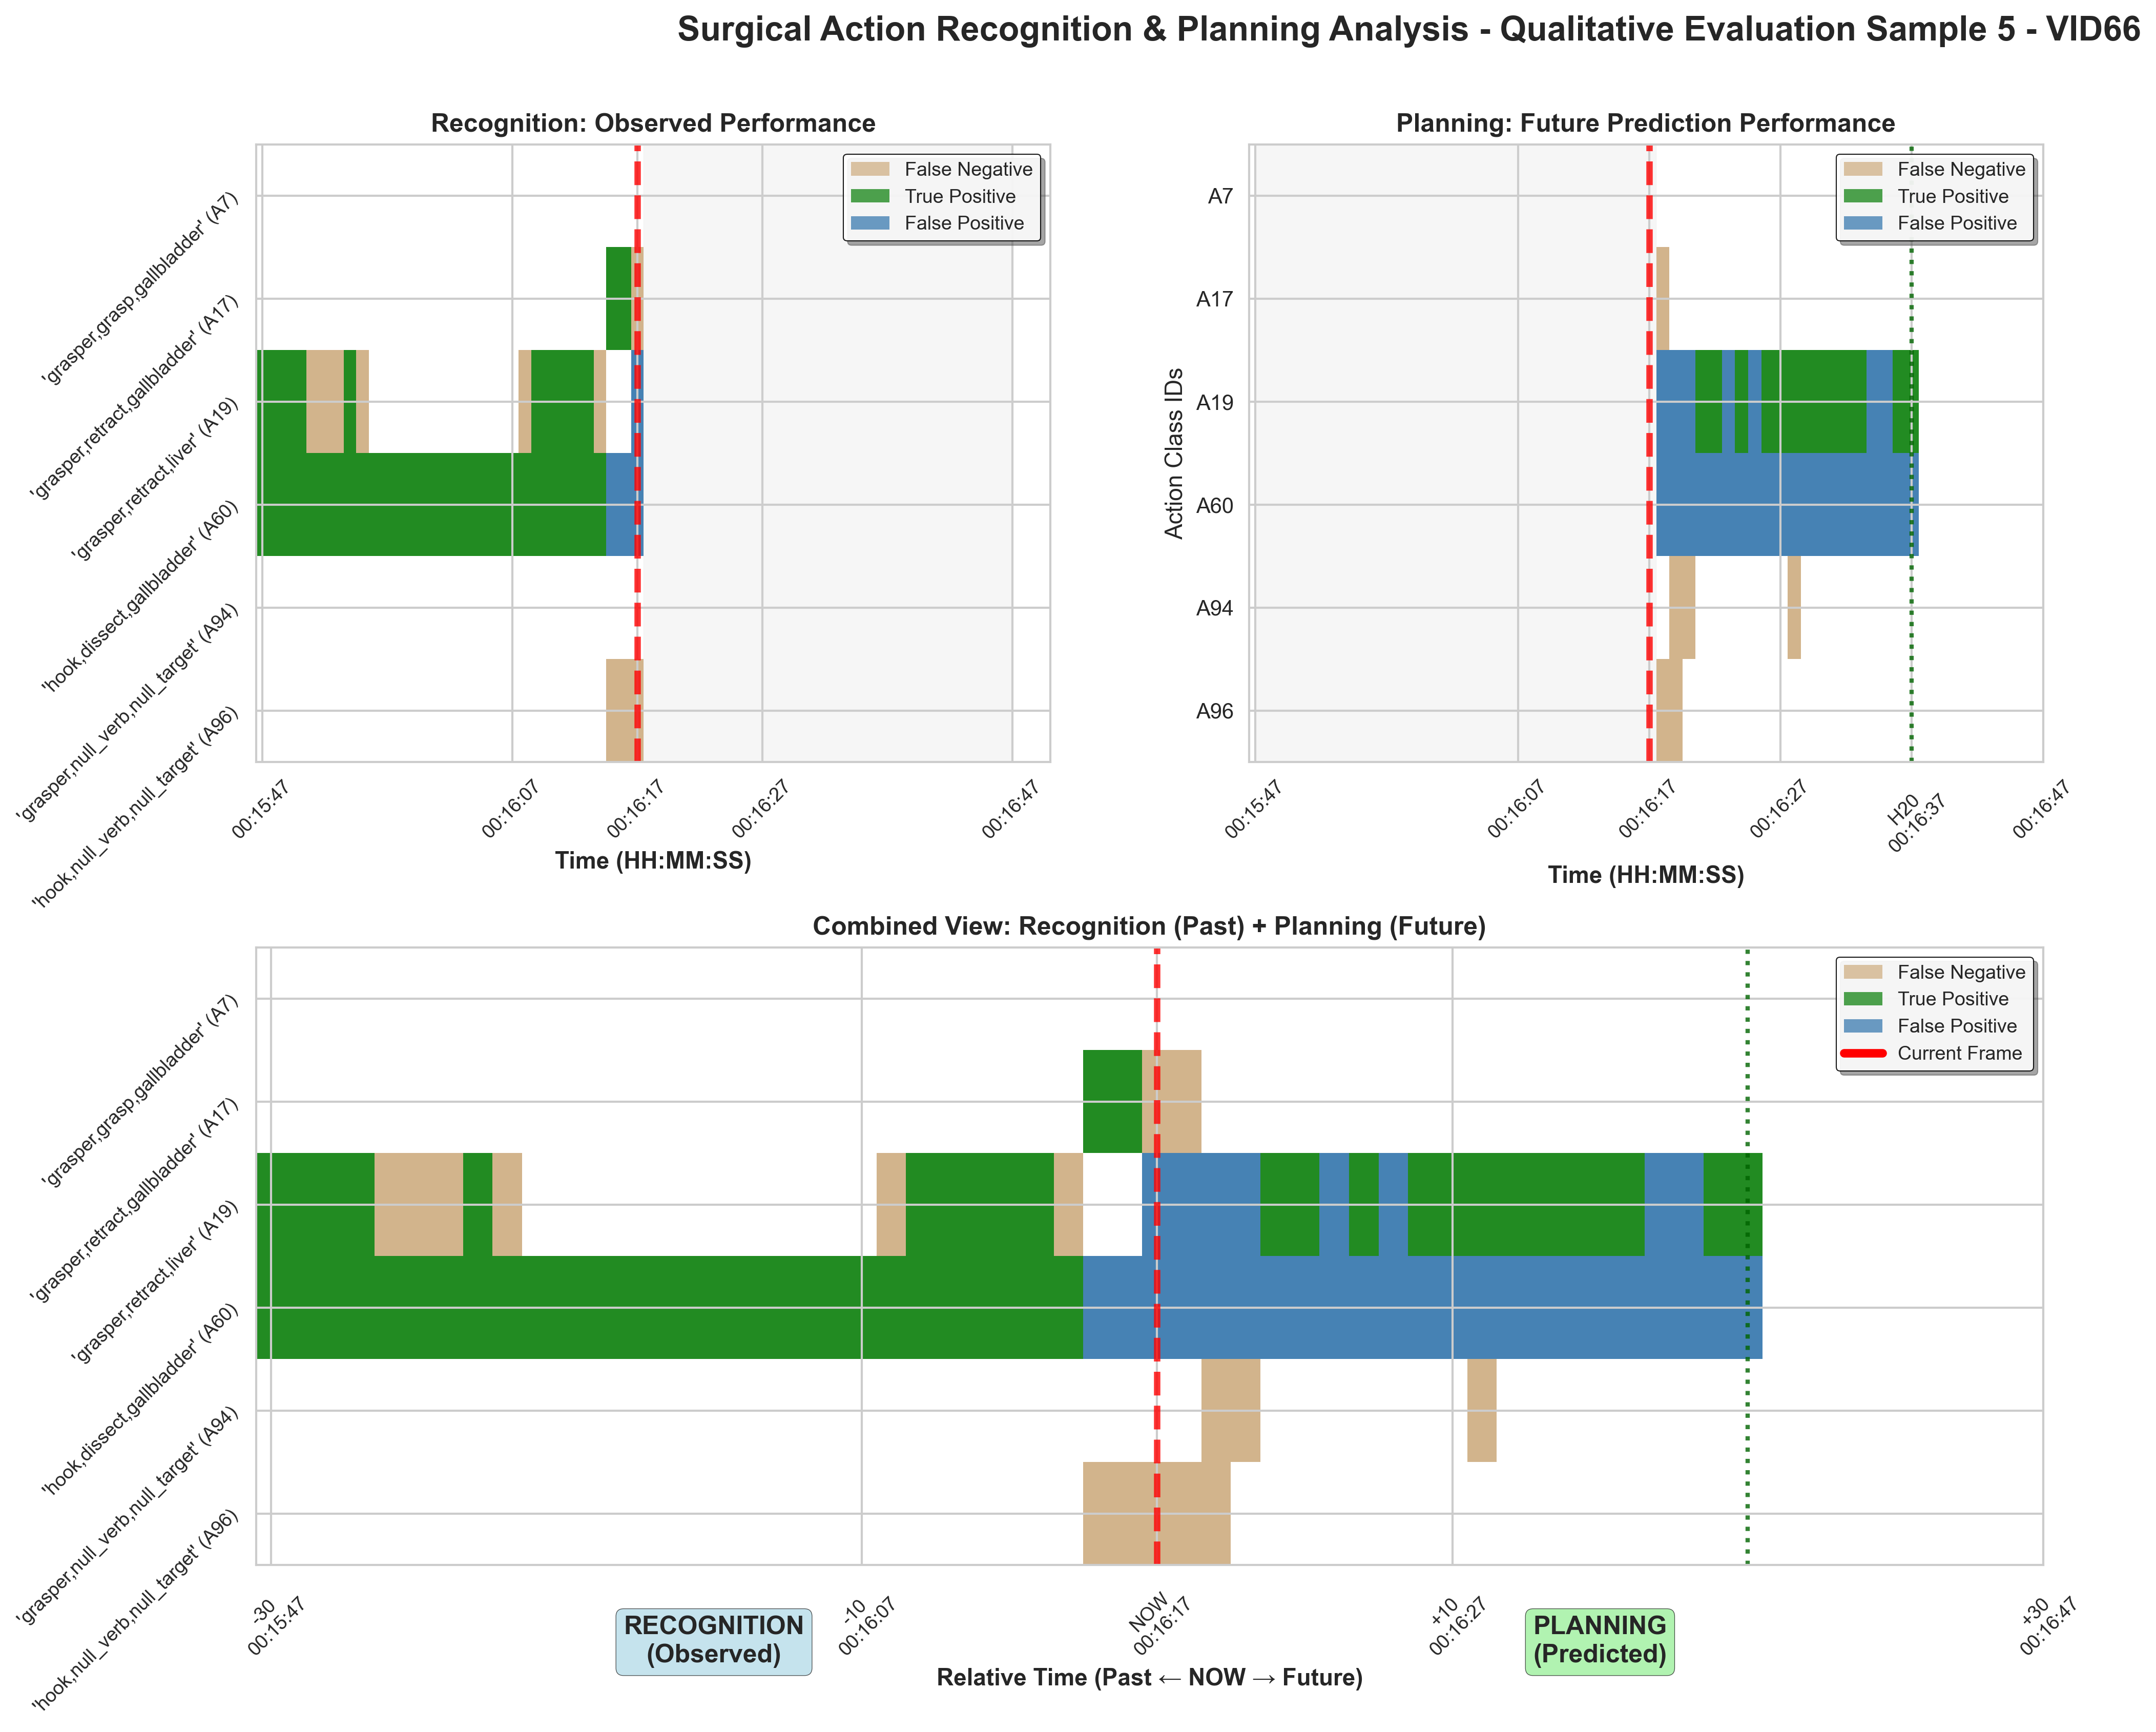 Surgical Action Recognition & Planning Analysis - Qualitative Evaluation Sample 5 - VID66
Recognition: Observed Performance
False Negative
True Positive
False Positive
'grasper,grasp,gallbladder' (A7)
'grasper,retract,gallbladder' (A17)
'grasper,retract,liver' (A19)
'hook,dissect,gallbladder' (A60)
'grasper,null_verb,null_target' (A94)
'hook,null_verb,null_target' (A96)
00:15:47
00:16:07
00:16:17
00:16:27
00:16:47
Time (HH:MM:SS)
Planning: Future Prediction Performance
False Negative
True Positive
False Positive
Action Class IDs
A7
A17
A19
A60
A94
A96
00:15:47
00:16:07
00:16:17
00:16:27
H20
00:16:37
00:16:47
Time (HH:MM:SS)
Combined View: Recognition (Past) + Planning (Future)
False Negative
True Positive
False Positive
Current Frame
'grasper,grasp,gallbladder' (A7)
'grasper,retract,gallbladder' (A17)
'grasper,retract,liver' (A19)
'hook,dissect,gallbladder' (A60)
'grasper,null_verb,null_target' (A94)
'hook,null_verb,null_target' (A96)
-30
00:15:47
-10
00:16:07
NOW
00:16:17
+10
00:16:27
+30
00:16:47
RECOGNITION
(Observed)
PLANNING
(Predicted)
Relative Time (Past ← NOW → Future)